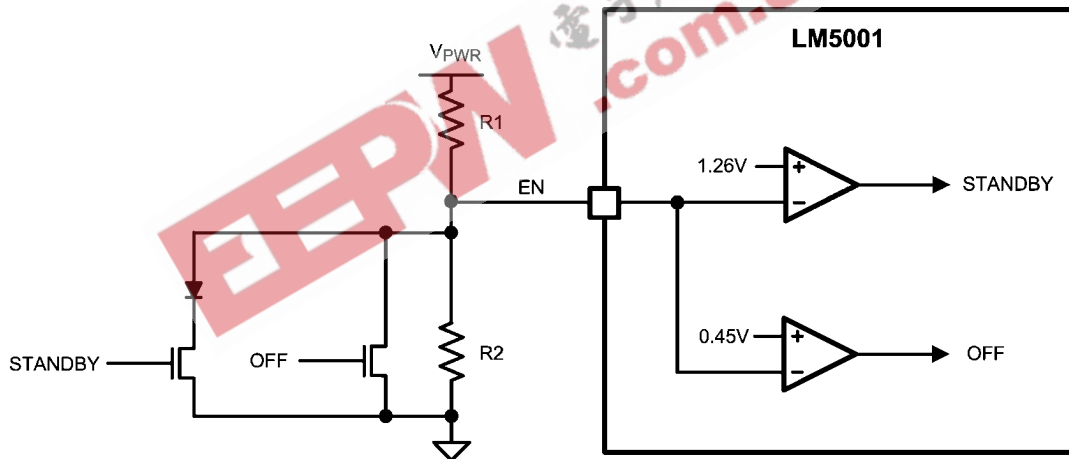 LM5001
VPWR
R1
EN
1.26V
+
−
STANDBY
0.45V
+
−
OFF
STANDBY
OFF
R2
EEPW
.com.